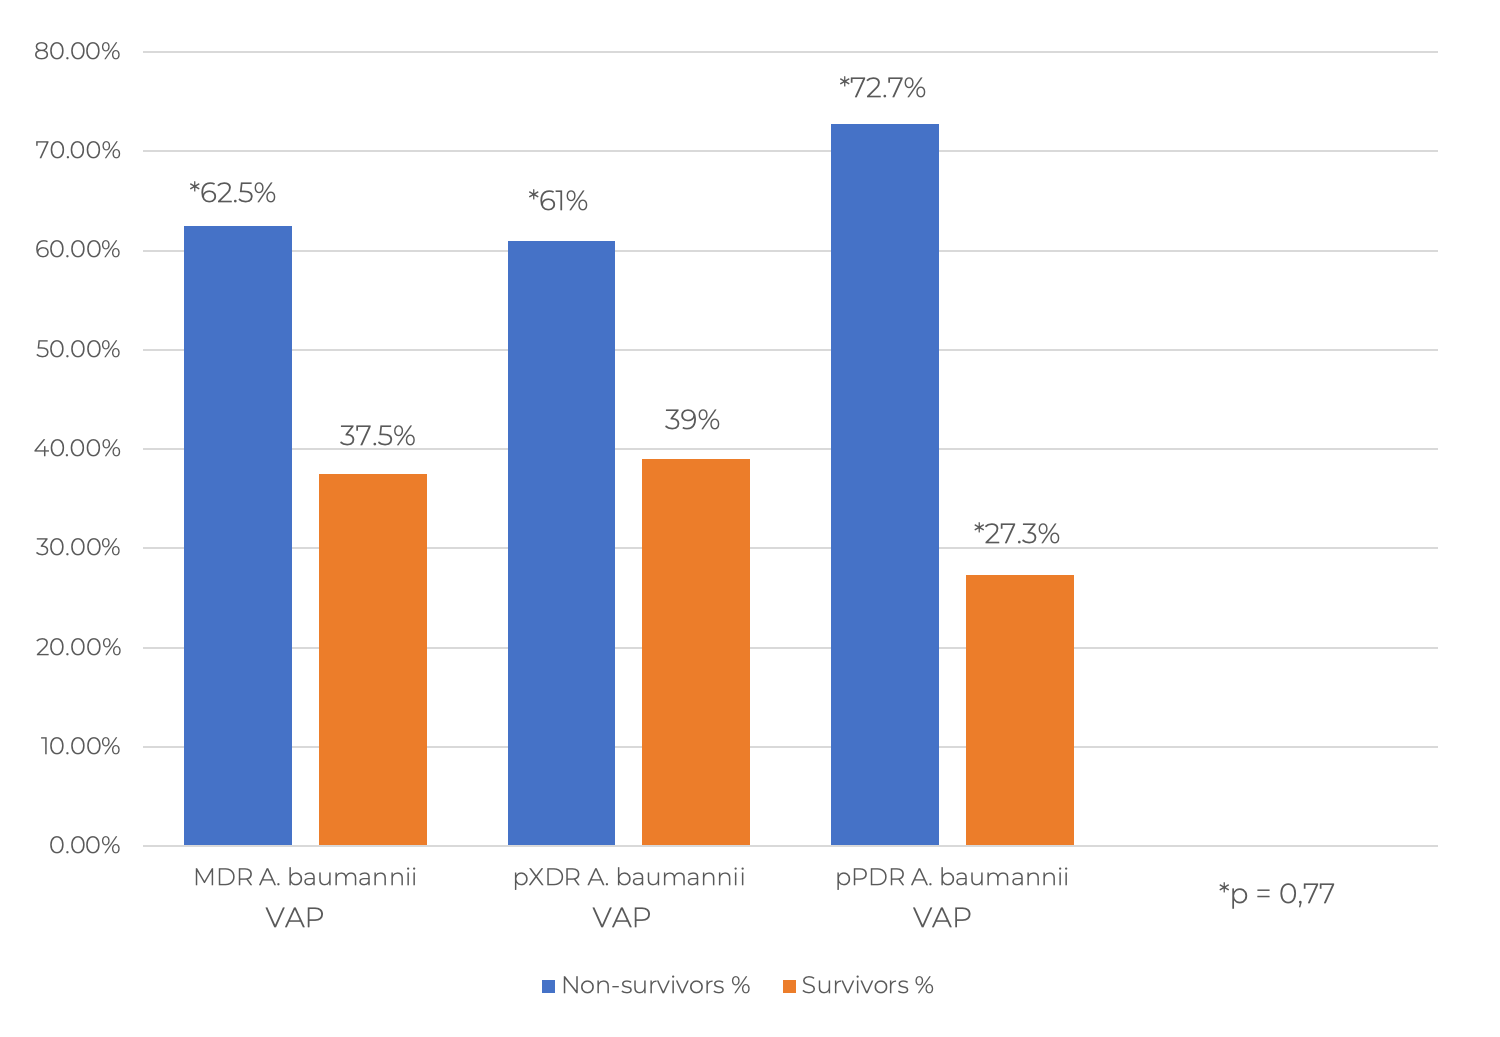 80.00%
*72.7%
70.00%
*62.5%
*61%
60.00%
50.00%
37.5%
39%
40.00%
*27.3%
30.00%
20.00%
10.00%
0.00%
MDR A. baumannii
VAP
pXDR A. baumannii
VAP
pPDR A. baumannii
VAP
*p = 0,77
Non-survivors %
Survivors %